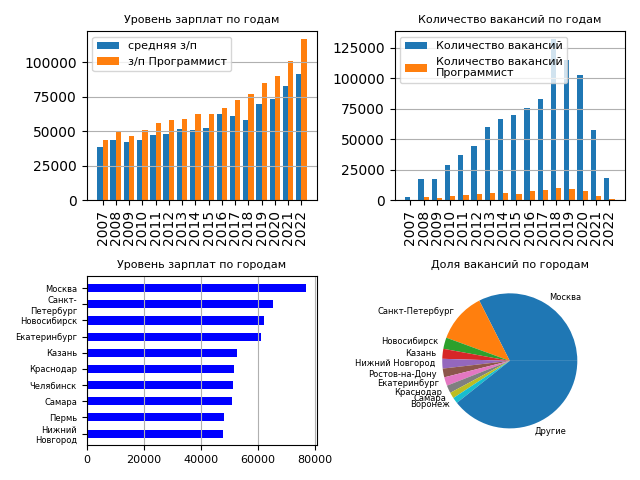 Уровень зарплат по годам
средняя з/п
з/п Программист
100000
75000
50000
25000
0
2007
2008
2009
2010
2011
2012
2013
2014
2015
2016
2017
2018
2019
2020
2021
2022
Количество вакансий по годам
Количество вакансий
Количество вакансий
Программист
125000
100000
75000
50000
25000
0
2007
2008
2009
2010
2011
2012
2013
2014
2015
2016
2017
2018
2019
2020
2021
2022
Уровень зарплат по городам
Москва
Санкт-
Петербург
Новосибирск
Екатеринбург
Казань
Краснодар
Челябинск
Самара
Пермь
Нижний
Новгород
0
20000
40000
60000
80000
Доля вакансий по городам
Москва
Санкт-Петербург
Новосибирск
Казань
Нижний Новгород
Ростов-на-Дону
Екатеринбург
Краснодар
Самара
Воронеж
Другие